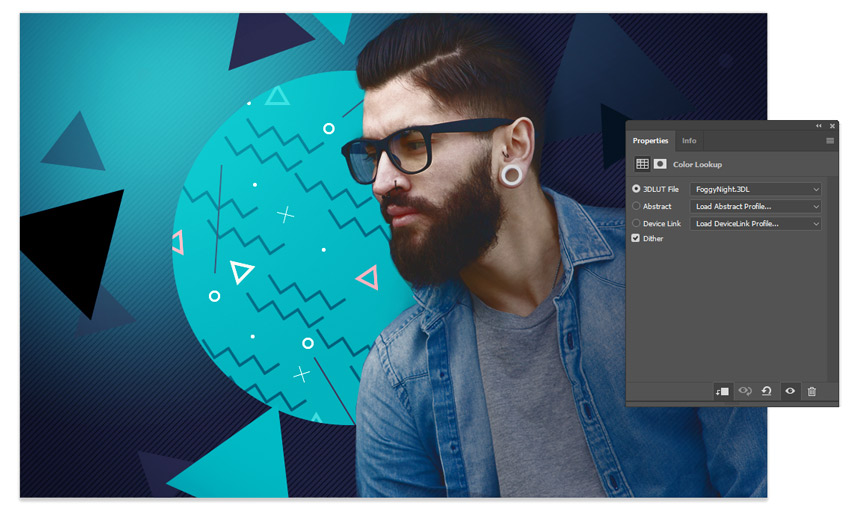 Properties
Info
Color Lookup
3DLUT File
FoggyNight.3DL
Abstract
Load Abstract Profile...
Device Link
Load DeviceLink Profile...
Dither